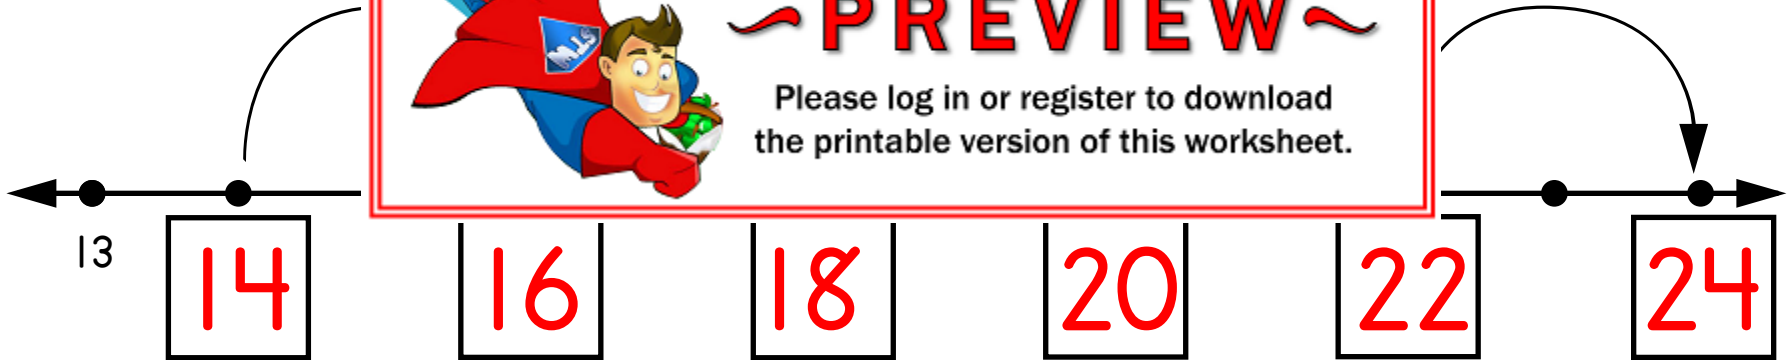 ~PREVIEW~
Please log in or register to download
the printable version of this worksheet.
STW
13 14 16 18 20 22 24